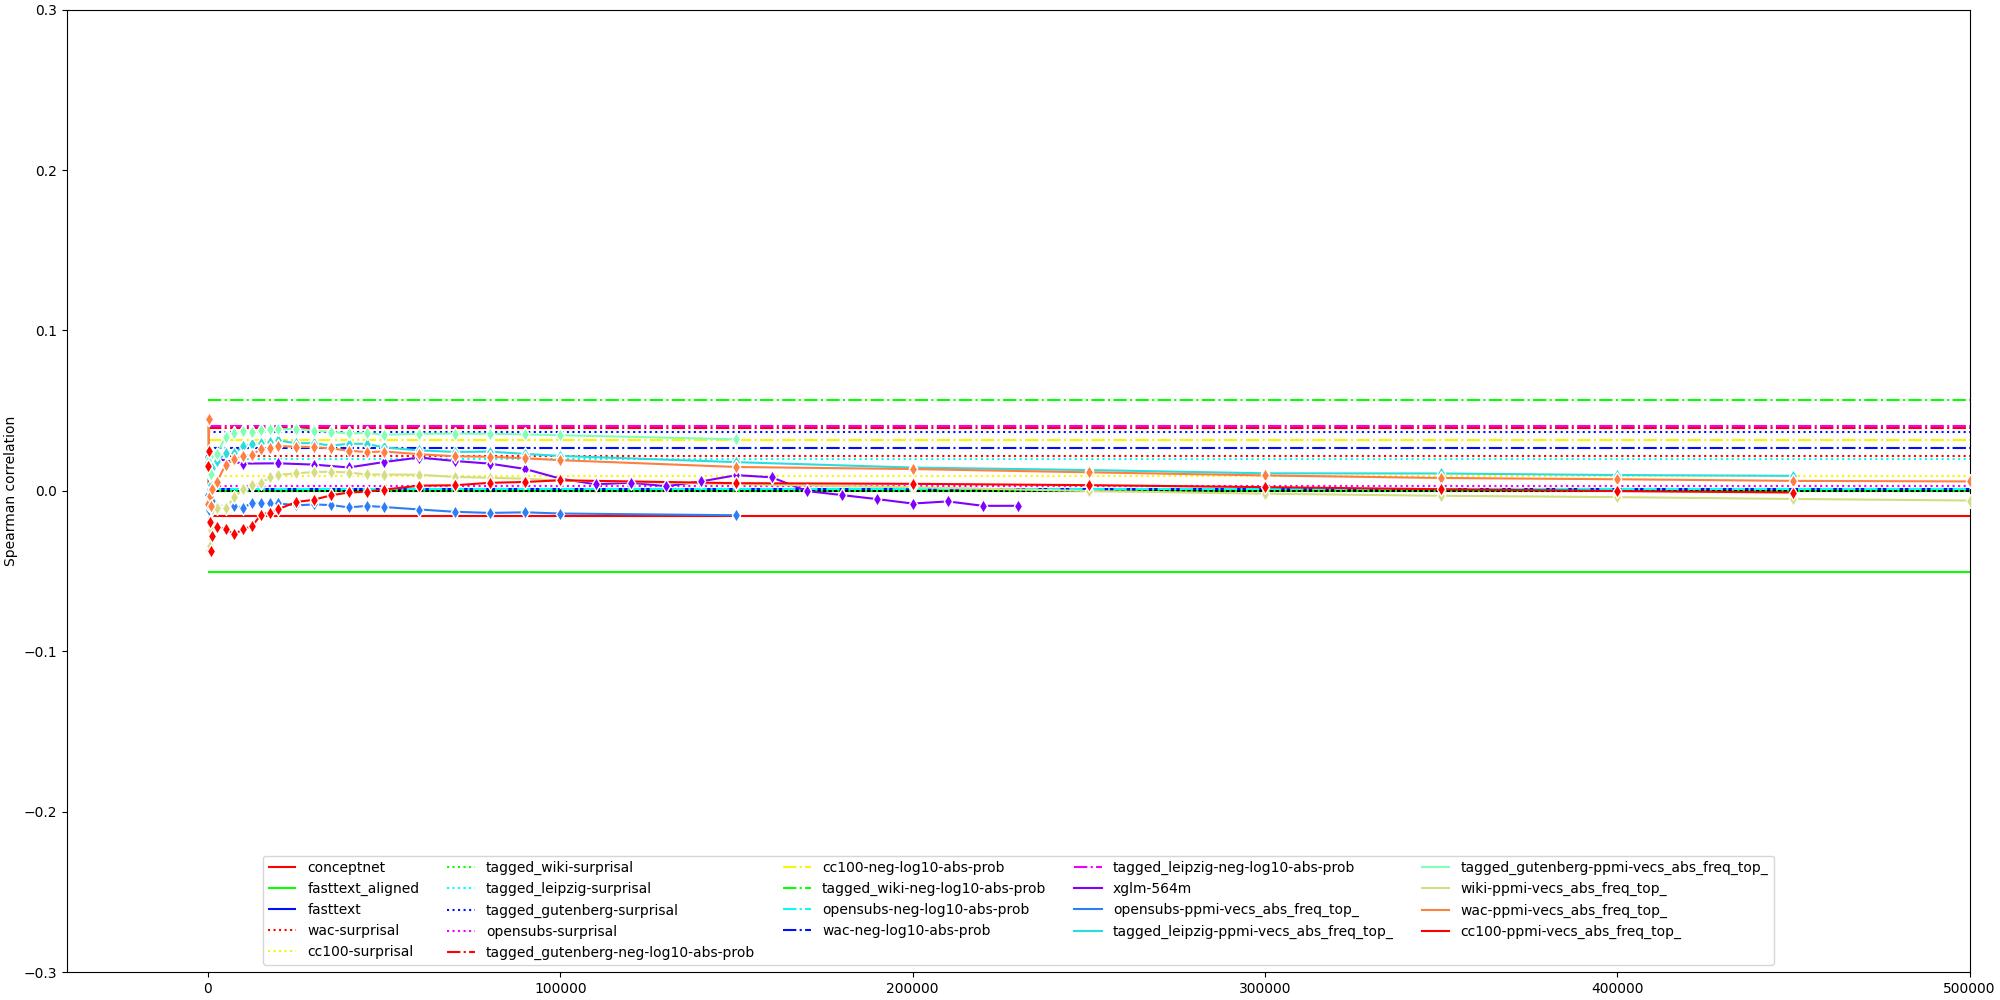 0.3
0.2
0.1
0.0
−0.1
−0.2
−0.3
Spearman correlation
conceptnet
fasttext_aligned
fasttext
wac-surprisal
cc100-surprisal
tagged_wiki-surprisal
tagged_leipzig-surprisal
tagged_gutenberg-surprisal
opensubs-surprisal
tagged_gutenberg-neg-log10-abs-prob
cc100-neg-log10-abs-prob
tagged_wiki-neg-log10-abs-prob
opensubs-neg-log10-abs-prob
wac-neg-log10-abs-prob
tagged_leipzig-neg-log10-abs-prob
xglm-564m
opensubs-ppmi-vecs_abs_freq_top_
tagged_leipzig-ppmi-vecs_abs_freq_top_
tagged_gutenberg-ppmi-vecs_abs_freq_top_
wiki-ppmi-vecs_abs_freq_top_
wac-ppmi-vecs_abs_freq_top_
cc100-ppmi-vecs_abs_freq_top_
0 100000 200000 300000 400000 500000